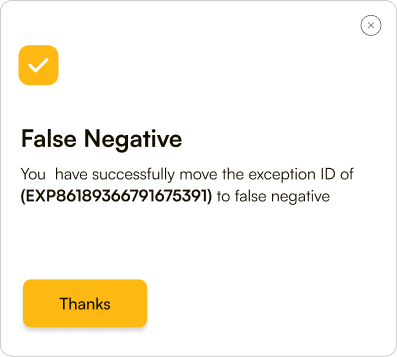 False Negative
You  have successfully move the exception ID of
(EXP86189366791675391) to false negative
Thanks